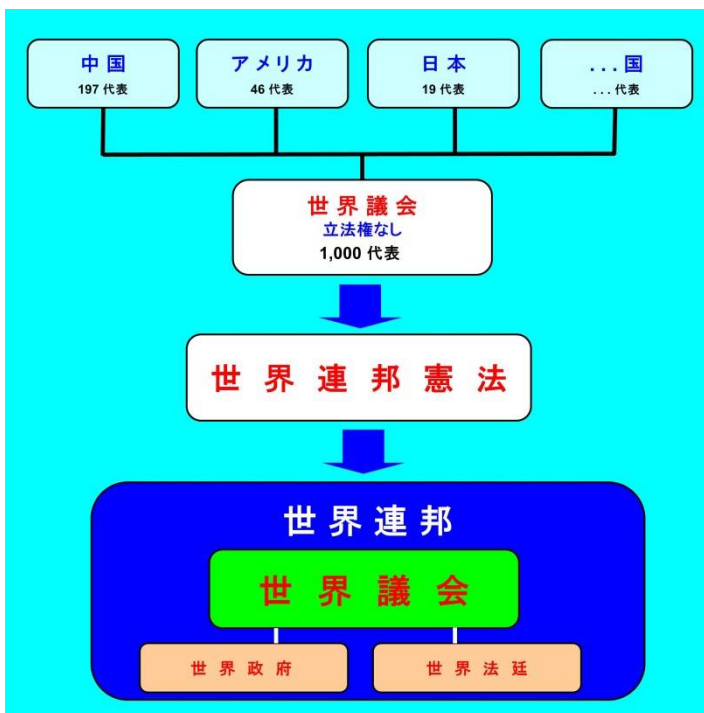 中国
197 代表
アメリカ
46 代表
日本
19 代表
...国
...代表
世界議会
立法権なし
1,000 代表
世界連邦憲法
世界連邦
世界議会
世界政府
世界法廷